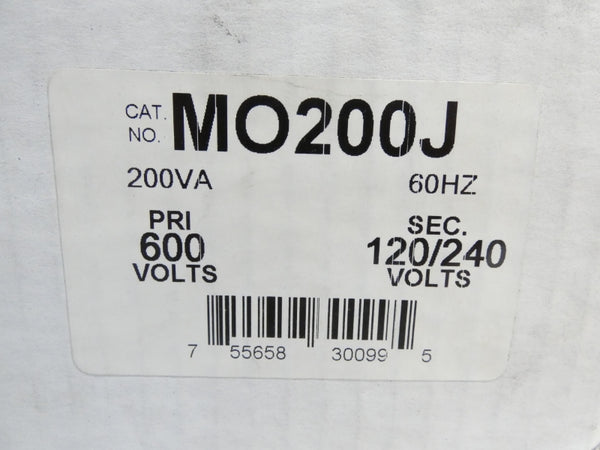 CAT. NO. MO200J
200VA 60HZ
PRI SEC.
600 120/240
VOLTS VOLTS
7 55658 30099 5